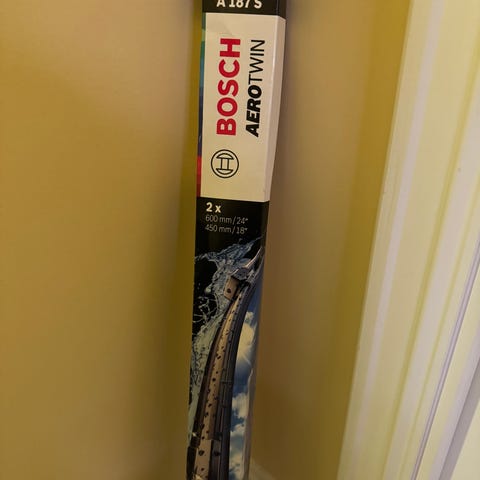 A 187 S
BOSCH
AEROTWIN
2 x
600 mm / 24"
450 mm / 18"